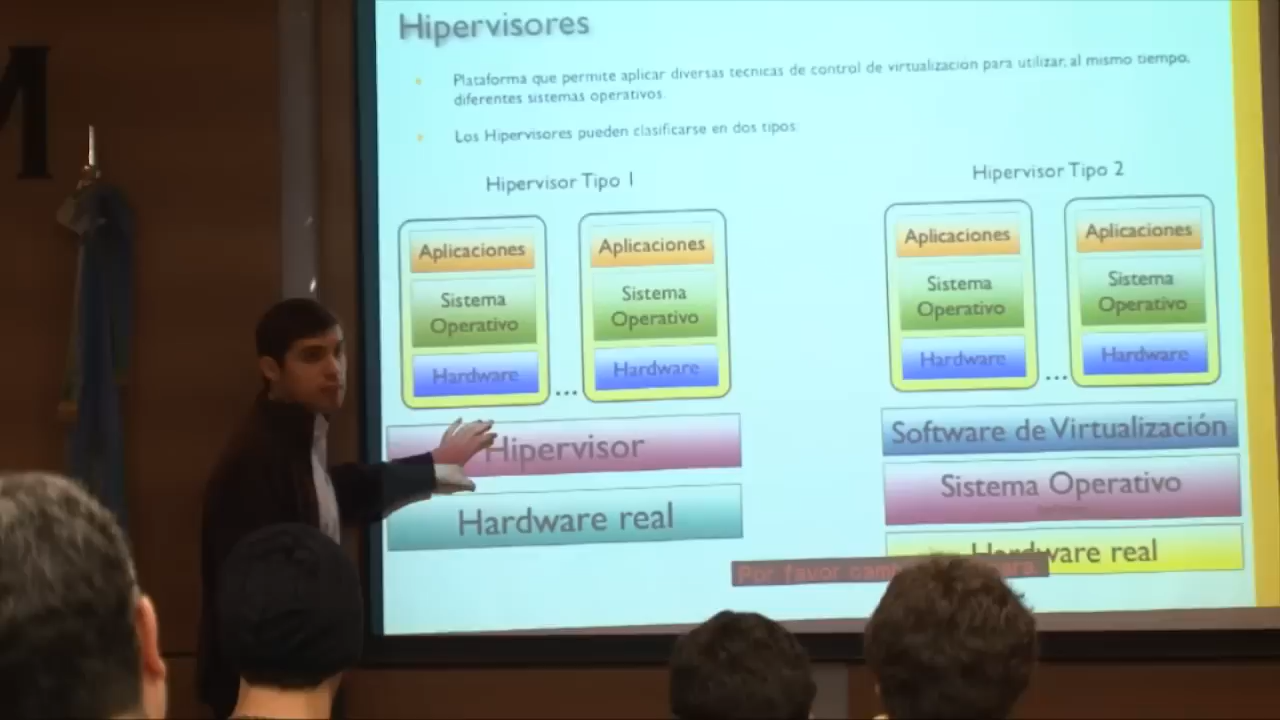 M
Hipervisores
Plataforma que permite aplicar diversas tecnicas de control de virtualizacion para utilizar, al mismo tiempo,
diferentes sistemas operativos.
Los Hipervisores pueden clasificarse en dos tipos:
Hipervisor Tipo 1
Aplicaciones
Sistema
Operativo
Hardware
...
Aplicaciones
Sistema
Operativo
Hardware
Hipervisor
Hardware real
Hipervisor Tipo 2
Aplicaciones
Sistema
Operativo
Hardware
...
Aplicaciones
Sistema
Operativo
Hardware
Software de Virtualización
Sistema Operativo
Hardware real
Por favor